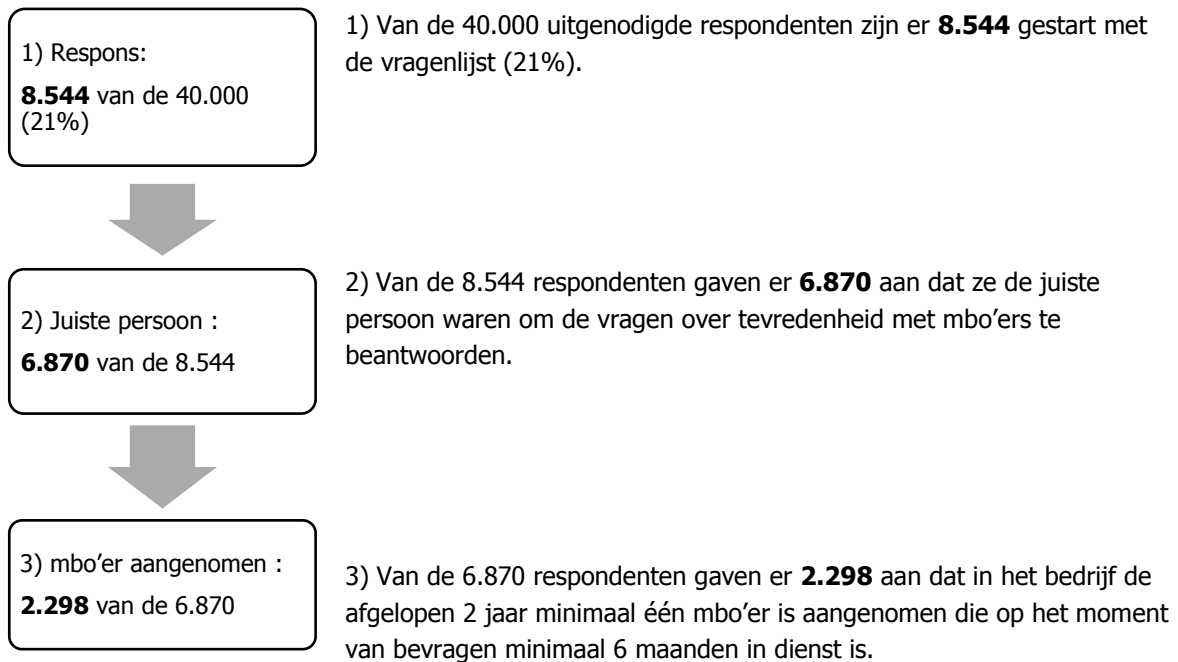 1) Respons:
8.544 van de 40.000
(21%)
1) Van de 40.000 uitgenodigde respondenten zijn er 8.544 gestart met
de vragenlijst (21%).
2) Juiste persoon :
6.870 van de 8.544
2) Van de 8.544 respondenten gaven er 6.870 aan dat ze de juiste
persoon waren om de vragen over tevredenheid met mbo’ers te
beantwoorden.
3) mbo’er aangenomen :
2.298 van de 6.870
3) Van de 6.870 respondenten gaven er 2.298 aan dat in het bedrijf de
afgelopen 2 jaar minimaal één mbo’er is aangenomen die op het moment
van bevragen minimaal 6 maanden in dienst is.